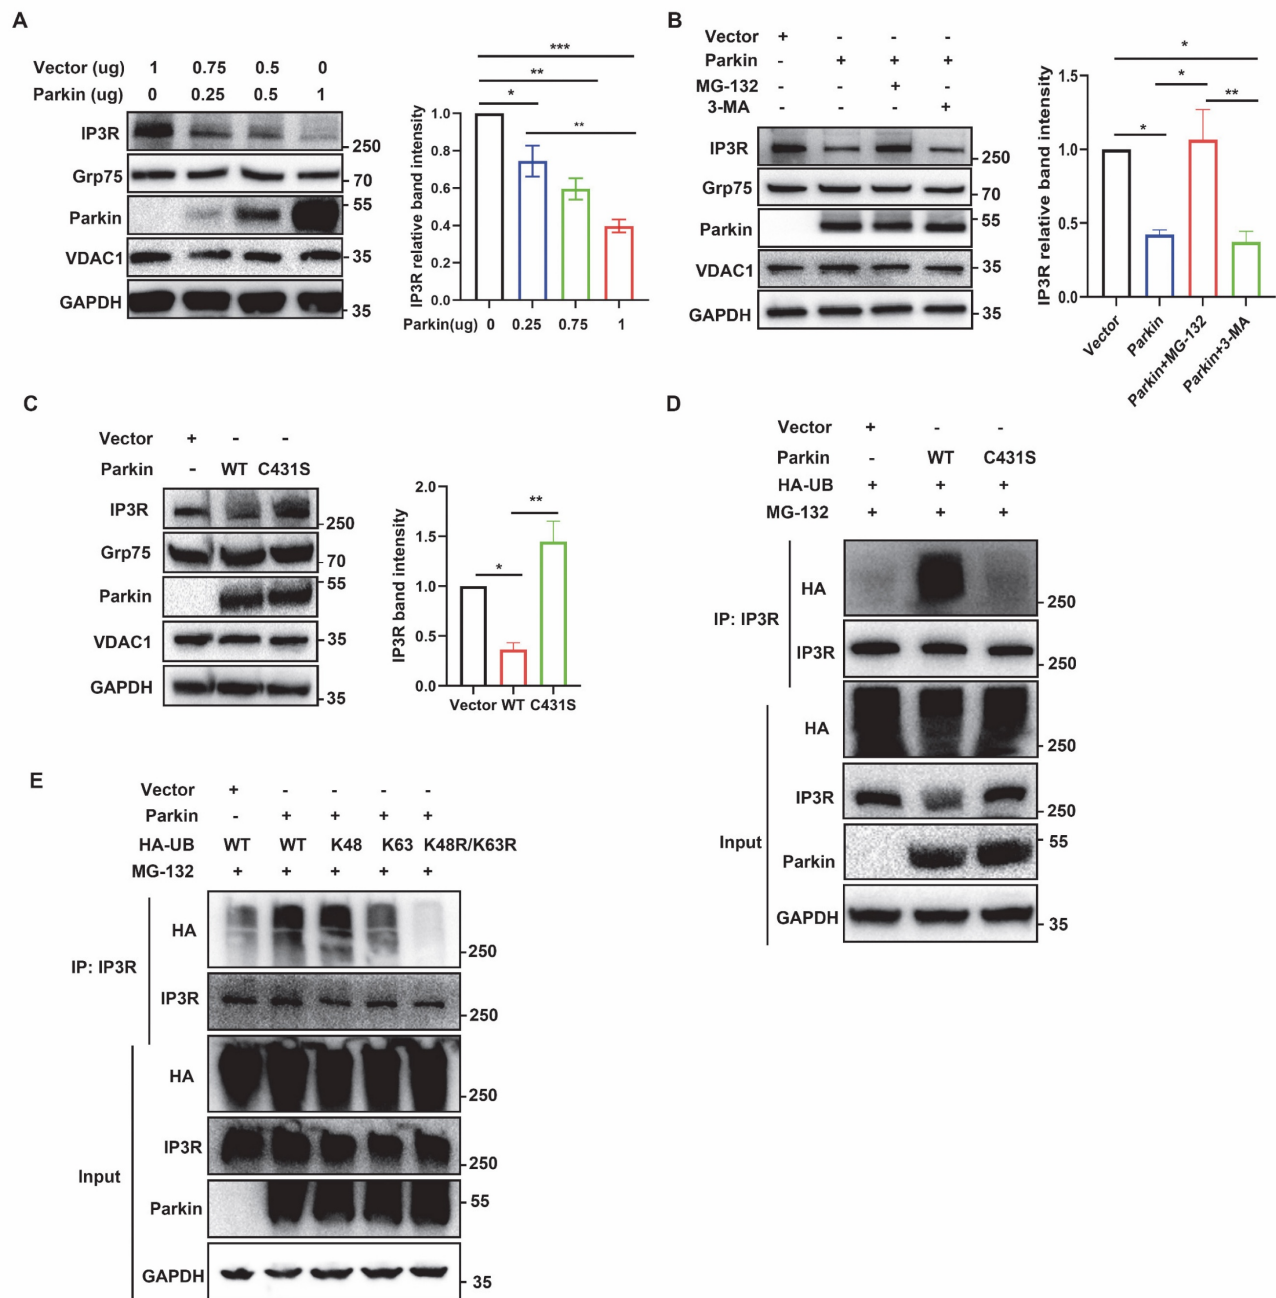 A
Vector (ug) 1 0.75 0.5 0
Parkin (ug) 0 0.25 0.5 1
IP3R
250
Grp75
70
Parkin
55
VDAC1
35
GAPDH
35
***
**
*
**
IP3R relative band intensity
1.0
0.8
0.6
0.4
0.2
0.0
Parkin(ug) 0 0.25 0.75 1
B
Vector + - - -
Parkin - + + +
MG-132 - - + -
3-MA - - - +
IP3R
250
Grp75
70
Parkin
55
VDAC1
35
GAPDH
35
*
*
**
*
IP3R relative band intensity
1.5
1.0
0.5
0.0
Vector
Parkin
Parkin+MG-132
Parkin+3-MA
C
Vector + - -
Parkin - WT C431S
IP3R
250
Grp75
70
Parkin
55
VDAC1
35
GAPDH
35
**
*
IP3R band intensity
2.0
1.5
1.0
0.5
0.0
Vector WT C431S
D
Vector + - -
Parkin - WT C431S
HA-UB + + +
MG-132 + + +
IP: IP3R
HA
250
IP3R
250
Input
HA
250
IP3R
250
Parkin
55
GAPDH
35
E
Vector + - - - -
Parkin - + + + +
HA-UB WT WT K48 K63 K48R/K63R
MG-132 + + + + +
IP: IP3R
HA
250
IP3R
250
Input
HA
250
IP3R
250
Parkin
55
GAPDH
35